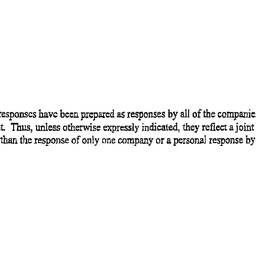 responses have been prepared as responses by all of the companie
t. Thus, unless otherwise expressly indicated, they reflect a joint
than the response of only one company or a personal response by